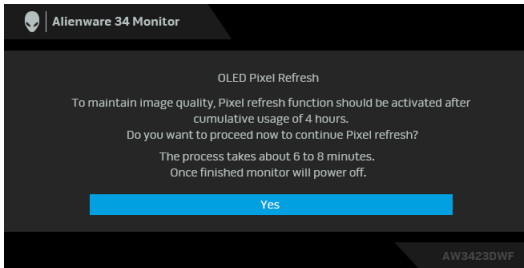 Alienware 34 Monitor
OLED Pixel Refresh
To maintain image quality, Pixel refresh function should be activated after
cumulative usage of 4 hours.
Do you want to proceed now to continue Pixel refresh?
The process takes about 6 to 8 minutes.
Once finished monitor will power off.
Yes
AW3423DWF